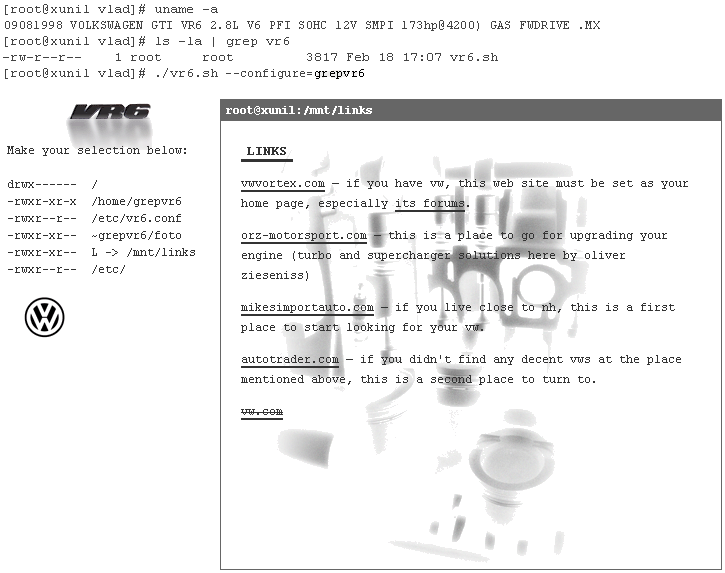 [root@xunil vlad]# uname -a
09081998 VOLKSWAGEN GTI VR6 2.8L V6 PFI SOHC 12V SMPI 173hp@4200) GAS FWDRIVE .MX
[root@xunil vlad]# ls -la | grep vr6
-rw-r--r-- 1 root root 3817 Feb 18 17:07 vr6.sh
[root@xunil vlad]# ./vr6.sh --configure=grepvr6
VR6
Make your selection below:
drwx------ /
-rwxr-xr-x /home/grepvr6
-rwxr--r-- /etc/vr6.conf
-rwxr-xr-- ~grepvr6/foto
-rwxr-xr-- L -> /mnt/links
-rwxr--r-- /etc/
root@xunil:/mnt/links
LINKS
vwvortex.com – if you have vw, this web site must be set as your
home page, especially its forums.
orz-motorsport.com – this is a place to go for upgrading your
engine (turbo and supercharger solutions here by oliver
zieseniss)
mikesimportauto.com – if you live close to nh, this is a first
place to start looking for your vw.
autotrader.com – if you didn't find any decent vws at the place
mentioned above, this is a second place to turn to.
vw.com